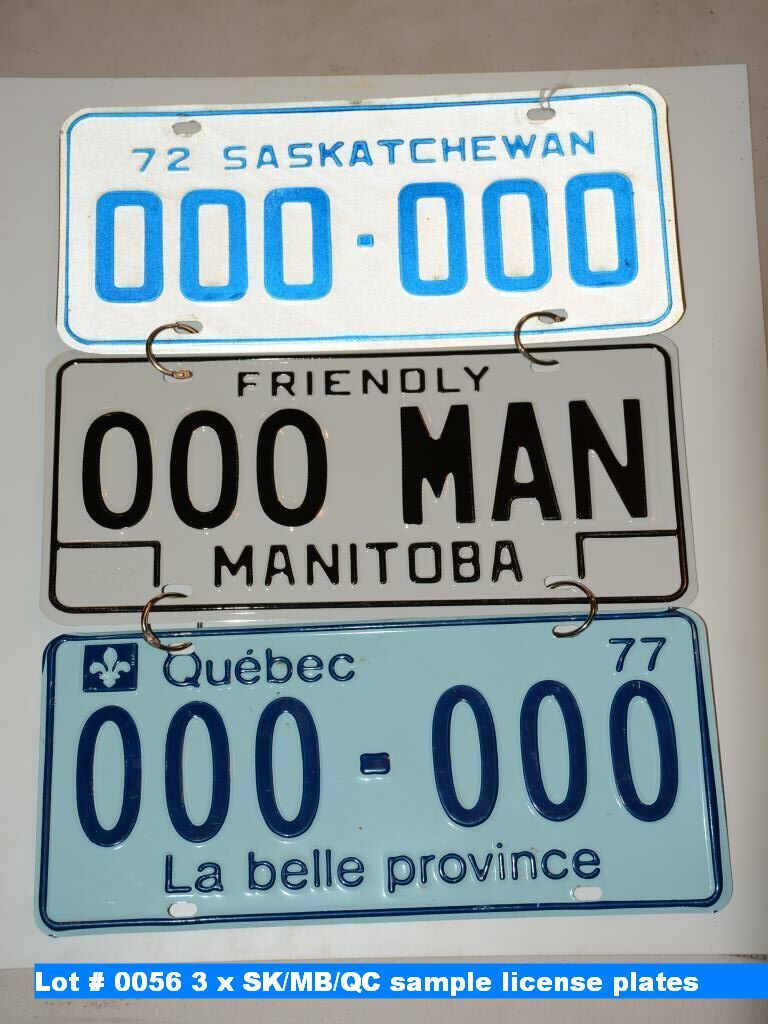 72 SASKATCHEWAN
000-000
FRIENDLY
000 MAN
MANITOBA
Québec 77
000-000
La belle province
Lot # 0056 3 x SK/MB/QC sample license plates